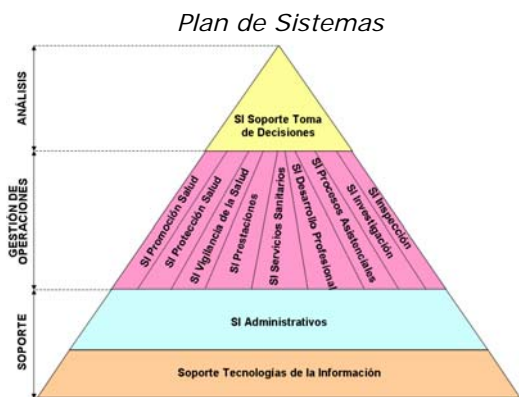 Plan de Sistemas
ANÁLISIS
SI Soporte Toma
de Decisiones
GESTIÓN DE
OPERACIONES
SI Promoción Salud
SI Protección Salud
SI Vigilancia de la Salud
SI Prestaciones
SI Servicios Sanitarios
SI Desarrollo Profesional
SI Procesos Asistenciales
SI Investigación
SI Inspección
SOPORTE
SI Administrativos
Soporte Tecnologías de la Información